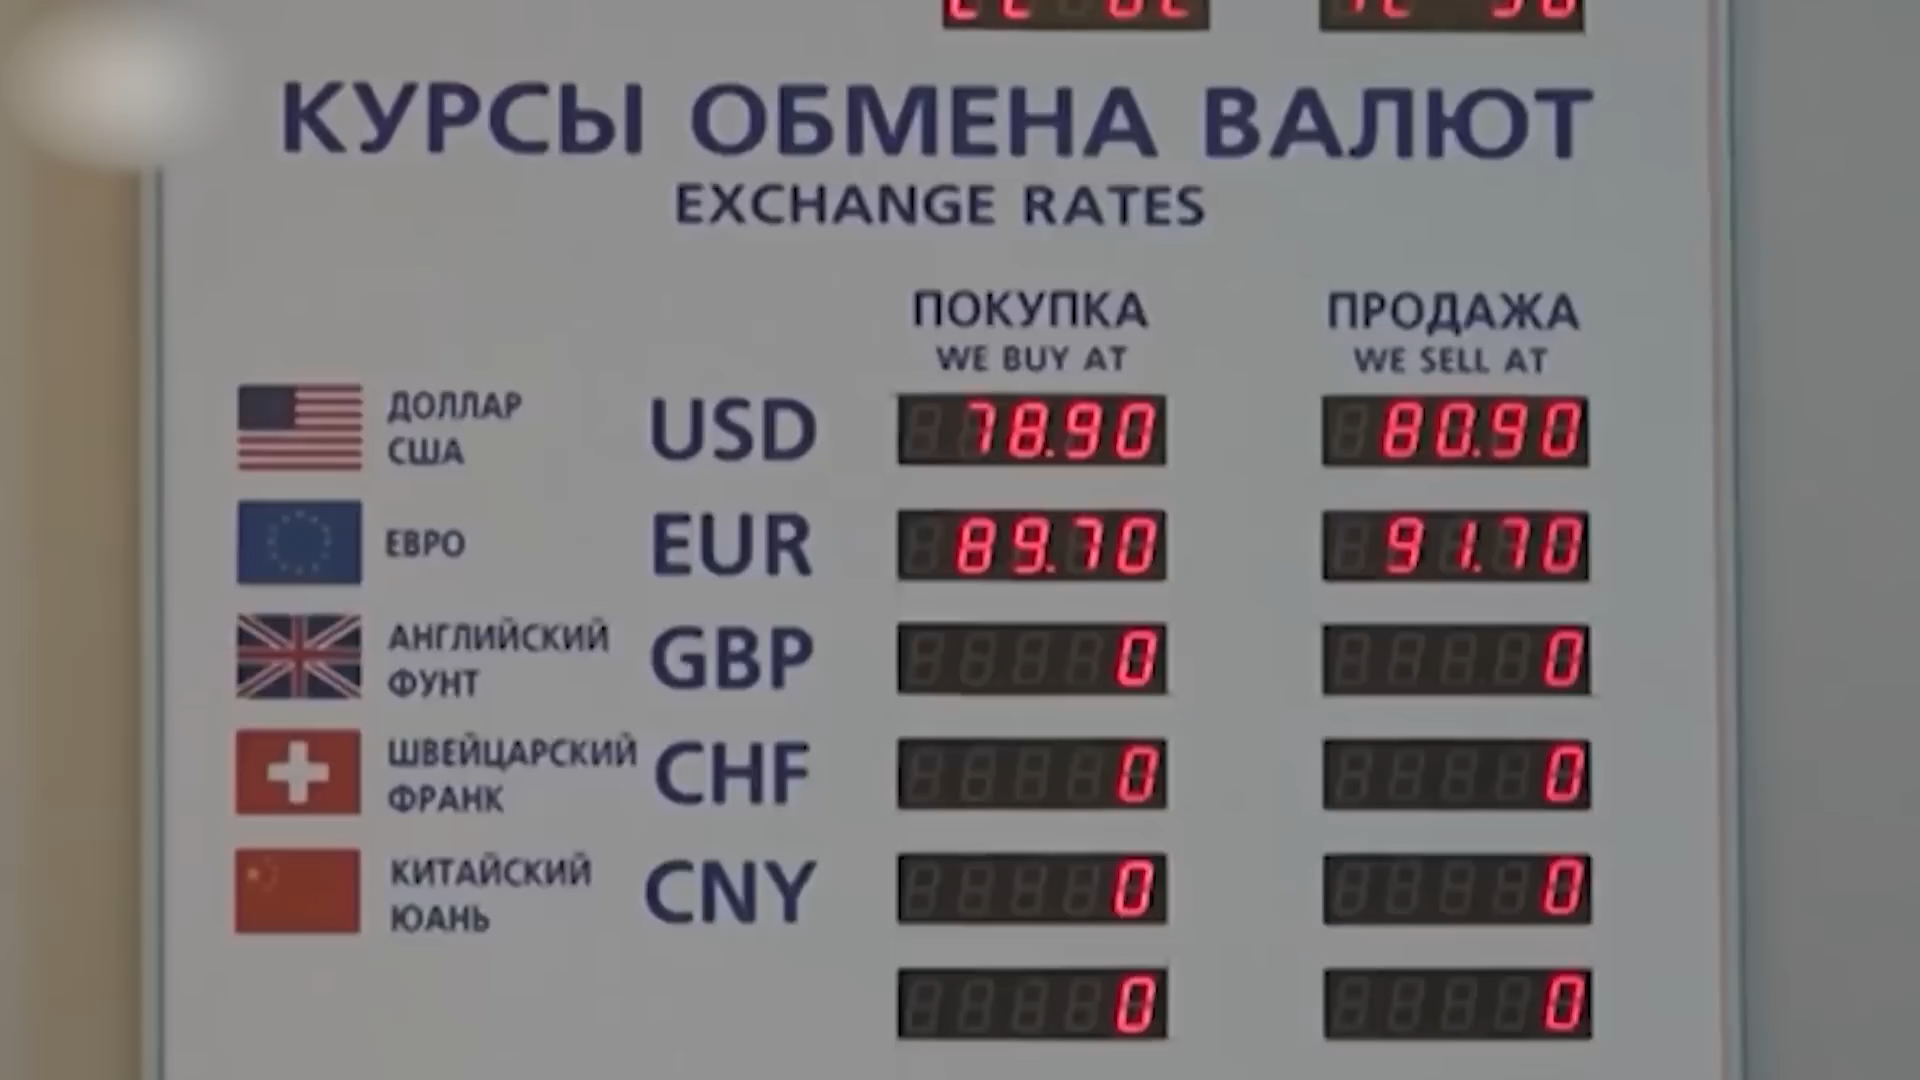 КУРСЫ ОБМЕНА ВАЛЮТ
EXCHANGE RATES
ПОКУПКА ПРОДАЖА
WE BUY AT WE SELL AT
ДОЛЛАР
США USD 78.90 80.90
ЕВРО EUR 89.70 91.70
АНГЛИЙСКИЙ
ФУНТ GBP 0 0
ШВЕЙЦАРСКИЙ
ФРАНК CHF 0 0
КИТАЙСКИЙ
ЮАНЬ CNY 0 0
0 0